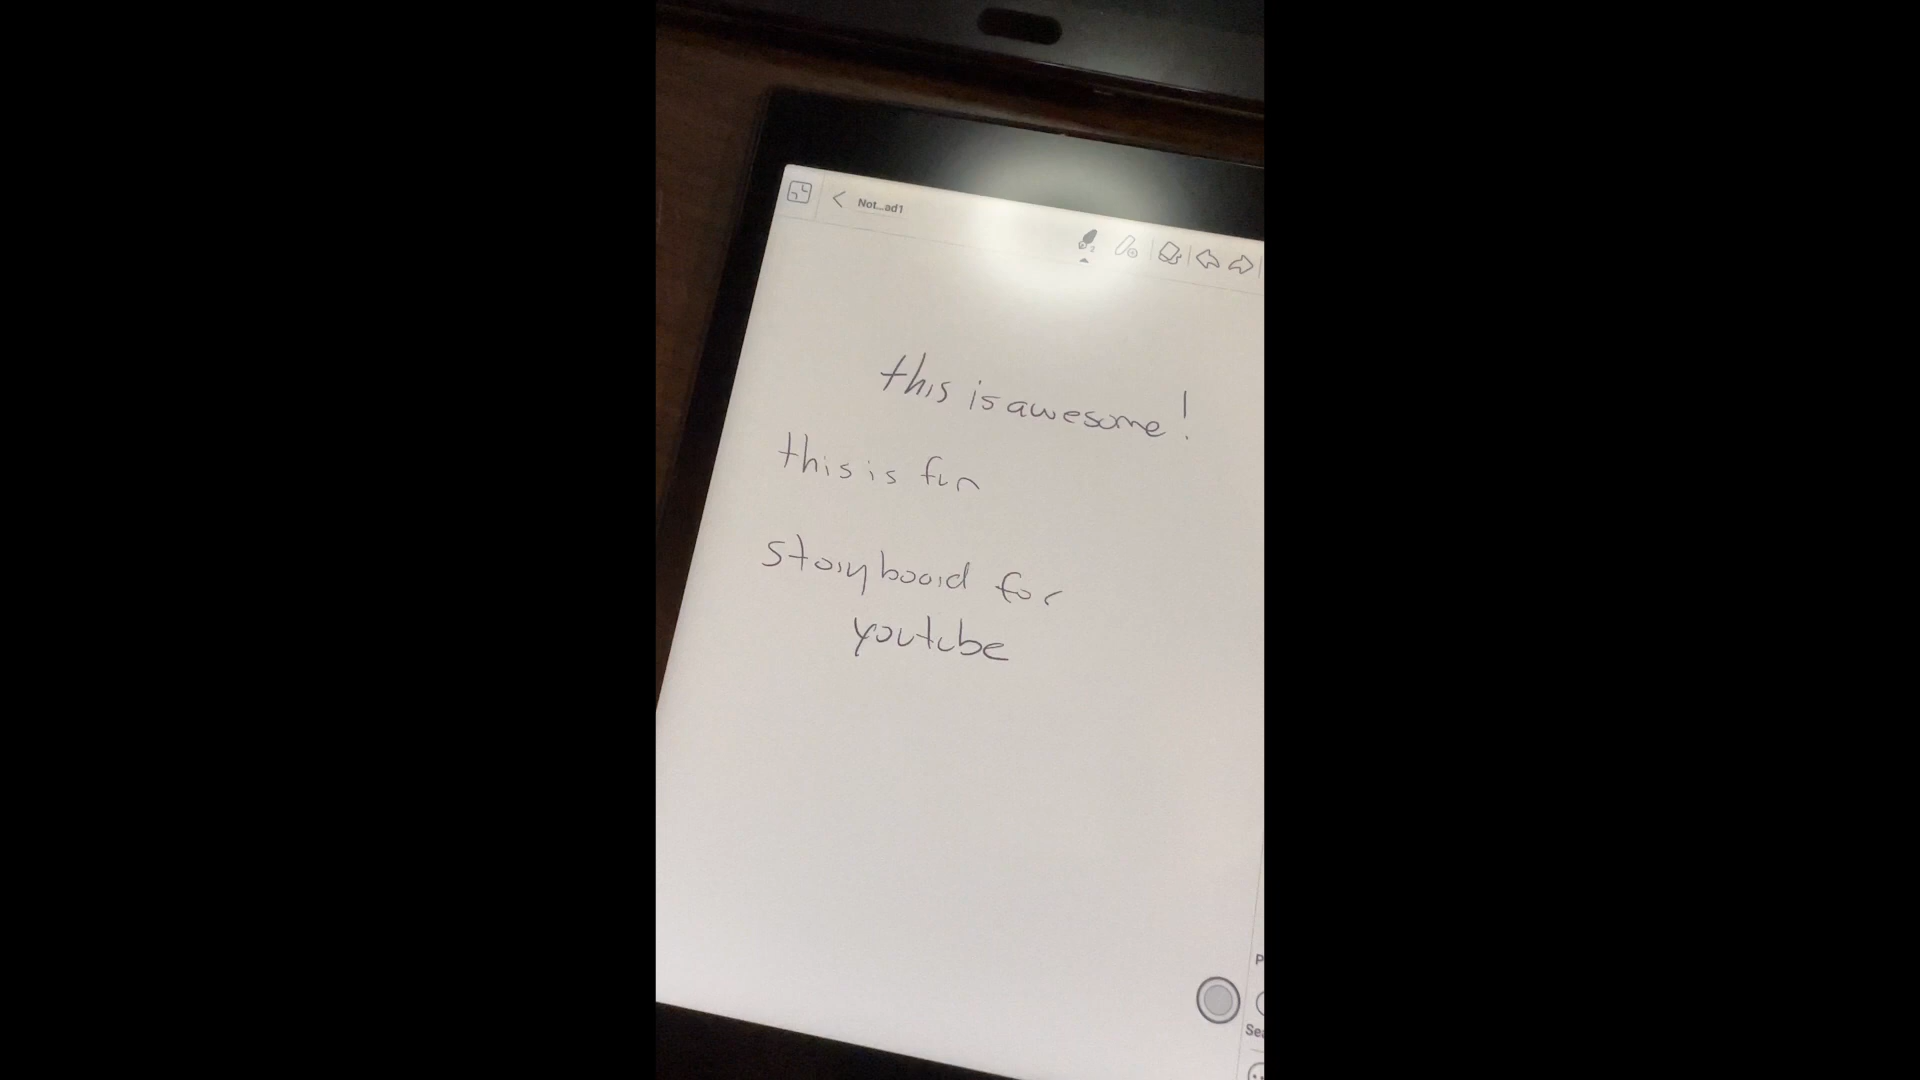 Not...ad1
this is awesome!
this is fun
storyboard for
youtube